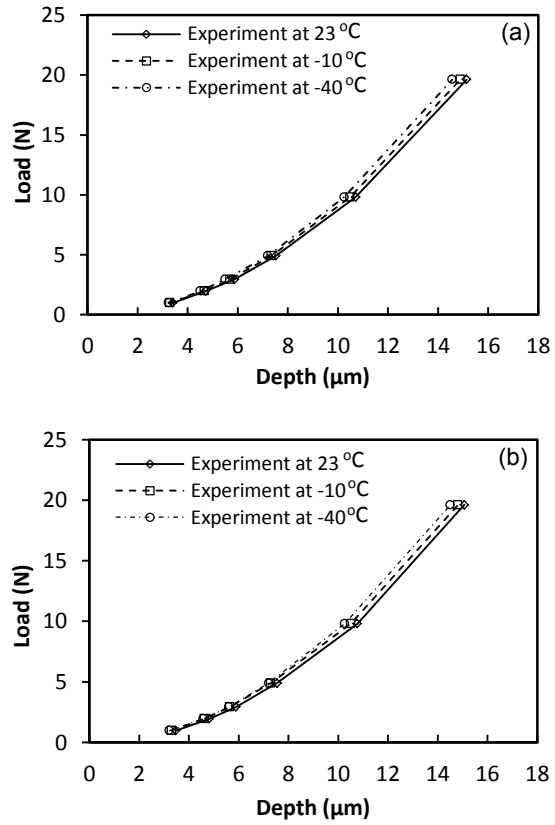 (a)
Experiment at 23 °C
Experiment at -10 °C
Experiment at -40 °C
25
20
15
10
5
0
Load (N)
0 2 4 6 8 10 12 14 16 18
Depth (μm)
(b)
Experiment at 23 °C
Experiment at -10 °C
Experiment at -40 °C
25
20
15
10
5
0
Load (N)
0 2 4 6 8 10 12 14 16 18
Depth (μm)